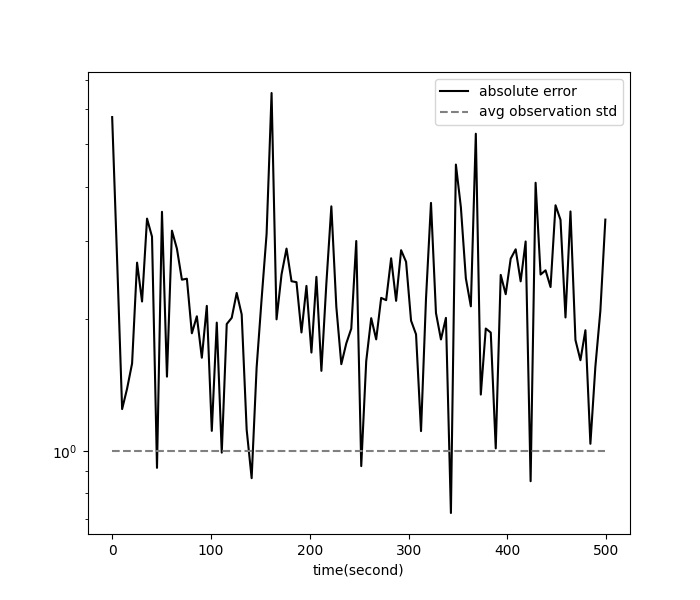 absolute error
avg observation std
10⁰
0 100 200 300 400 500
time(second)